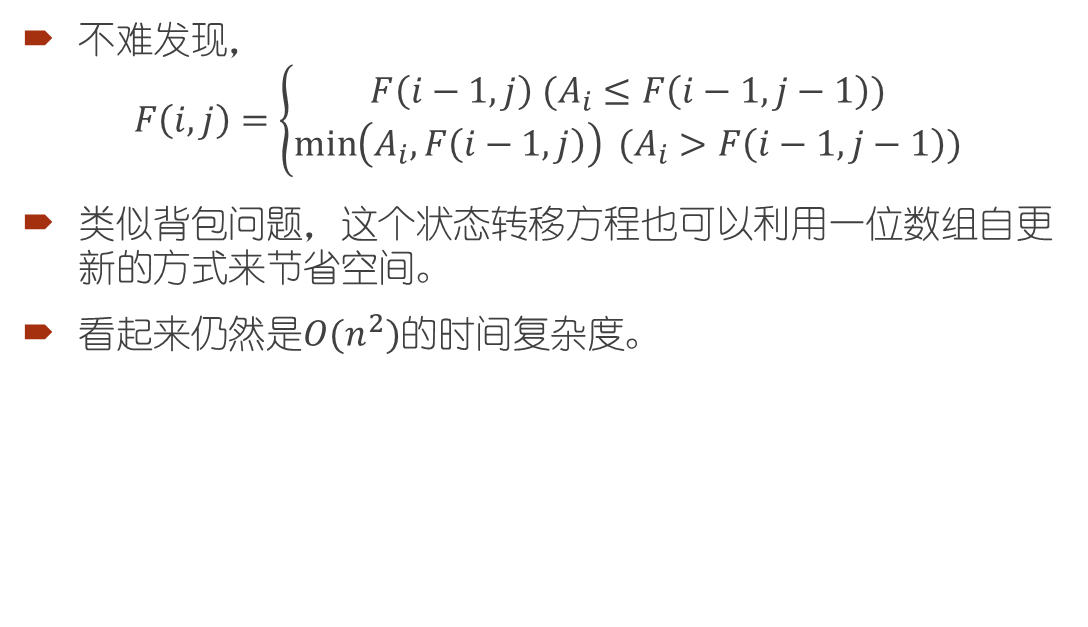 不难发现，
F(i, j) = { F(i − 1, j) (A_i ≤ F(i − 1, j − 1))
min(A_i, F(i − 1, j)) (A_i > F(i − 1, j − 1))
类似背包问题，这个状态转移方程也可以利用一位数组自更
新的方式来节省空间。
看起来仍然是O(n²)的时间复杂度。